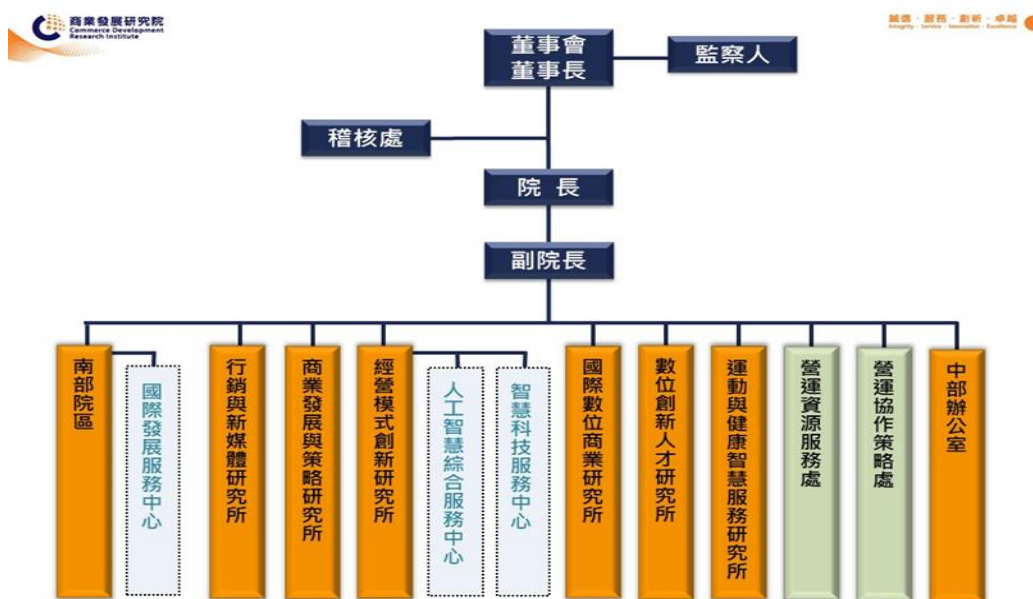 商業發展研究院
Commerce Development
Research Institute
誠信．服務．創新．卓越
Integrity．Service．Innovation．Excellence
董事會
董事長
監察人
稽核處
院 長
副院長
南部院區
國際發展服務中心
行銷與新媒體研究所
商業發展與策略研究所
經營模式創新研究所
人工智慧綜合服務中心
智慧科技服務中心
國際數位商業研究所
數位創新人才研究所
運動與健康智慧服務研究所
營運資源服務處
營運協作策略處
中部辦公室